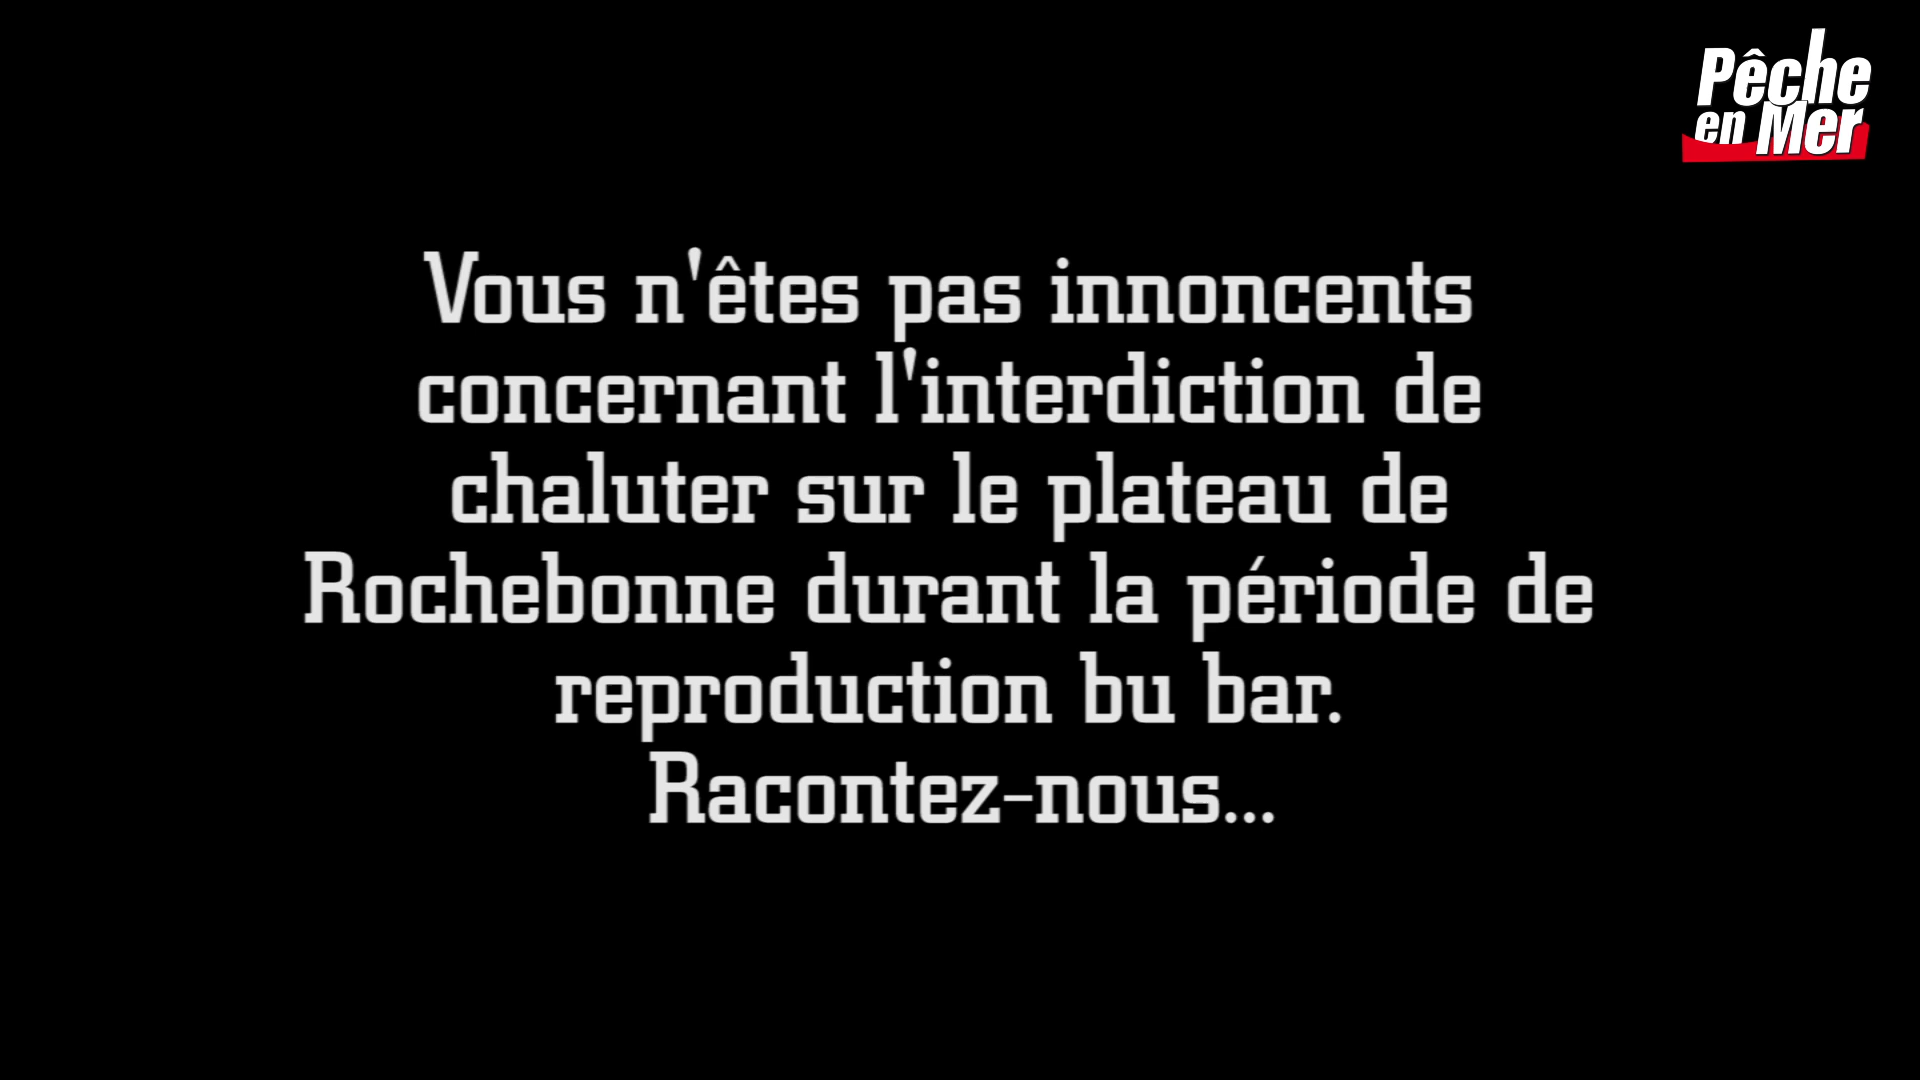 Pêche
en Mer
Vous n'êtes pas innoncents
concernant l'interdiction de
chaluter sur le plateau de
Rochebonne durant la période de
reproduction bu bar.
Racontez-nous...